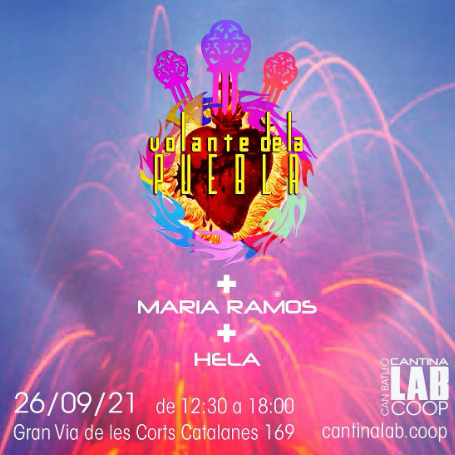 volante de la
PUEBLA
+
MARIA RAMOS
+
HELA
26/09/21 de 12:30 a 18:00
Gran Via de les Corts Catalanes 169
CAN BATLLÓ
CANTINA
LAB
COOP
cantinalab.coop